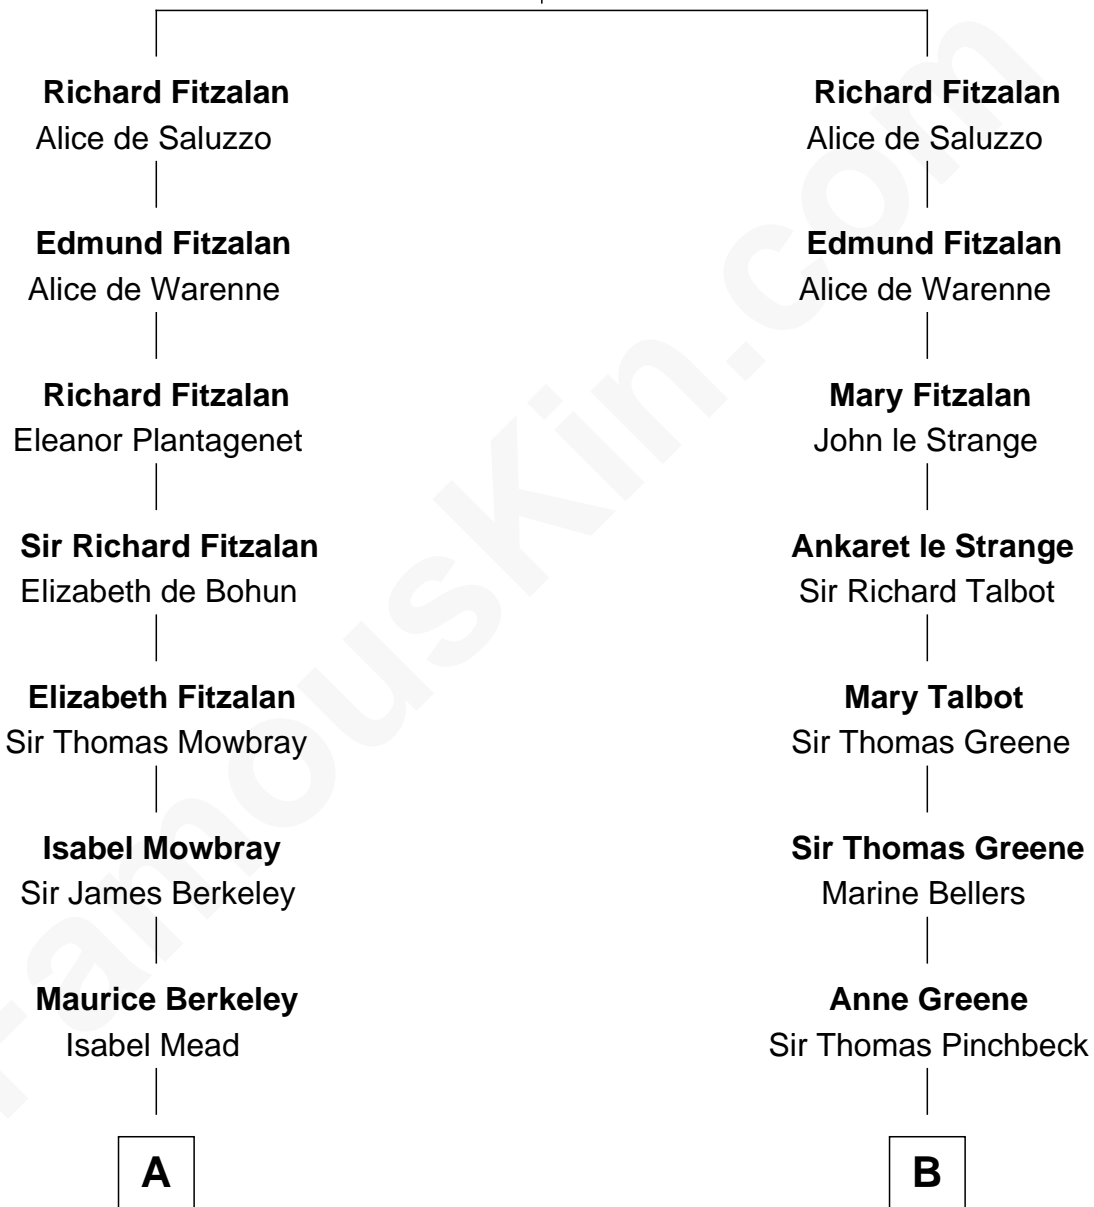 Richard Fitzalan
Alice de Saluzzo
Edmund Fitzalan
Alice de Warenne
Richard Fitzalan
Eleanor Plantagenet
Sir Richard Fitzalan
Elizabeth de Bohun
Elizabeth Fitzalan
Sir Thomas Mowbray
Isabel Mowbray
Sir James Berkeley
Maurice Berkeley
Isabel Mead
A
Richard Fitzalan
Alice de Saluzzo
Edmund Fitzalan
Alice de Warenne
Mary Fitzalan
John le Strange
Ankaret le Strange
Sir Richard Talbot
Mary Talbot
Sir Thomas Greene
Sir Thomas Greene
Marine Bellers
Anne Greene
Sir Thomas Pinchbeck
B
FamousKin.com